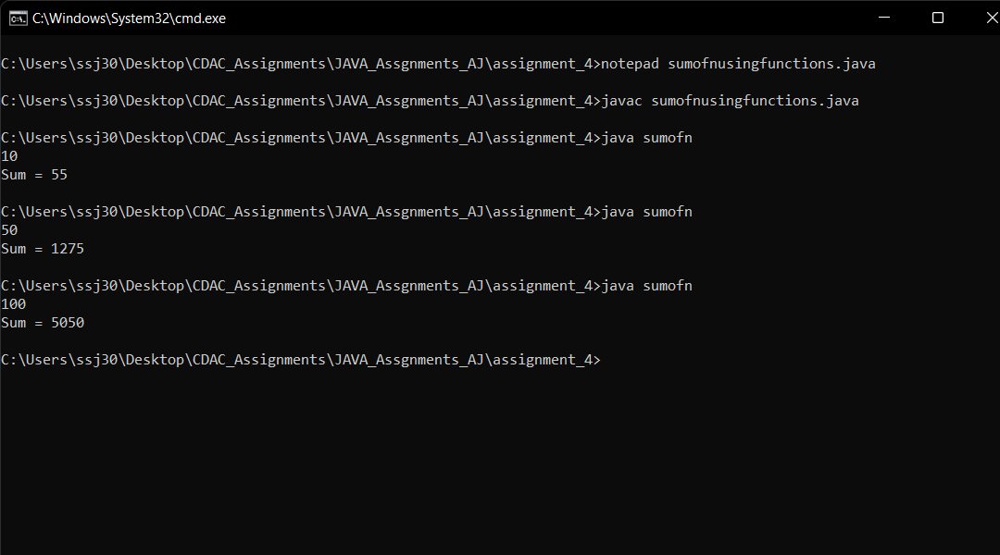 C:\Windows\System32\cmd.exe
C:\Users\ssj30\Desktop\CDAC_Assignments\JAVA_Assgnments_AJ\assignment_4>notepad sumofnusingfunctions.java
C:\Users\ssj30\Desktop\CDAC_Assignments\JAVA_Assgnments_AJ\assignment_4>javac sumofnusingfunctions.java
C:\Users\ssj30\Desktop\CDAC_Assignments\JAVA_Assgnments_AJ\assignment_4>java sumofn
10
Sum = 55
C:\Users\ssj30\Desktop\CDAC_Assignments\JAVA_Assgnments_AJ\assignment_4>java sumofn
50
Sum = 1275
C:\Users\ssj30\Desktop\CDAC_Assignments\JAVA_Assgnments_AJ\assignment_4>java sumofn
100
Sum = 5050
C:\Users\ssj30\Desktop\CDAC_Assignments\JAVA_Assgnments_AJ\assignment_4>